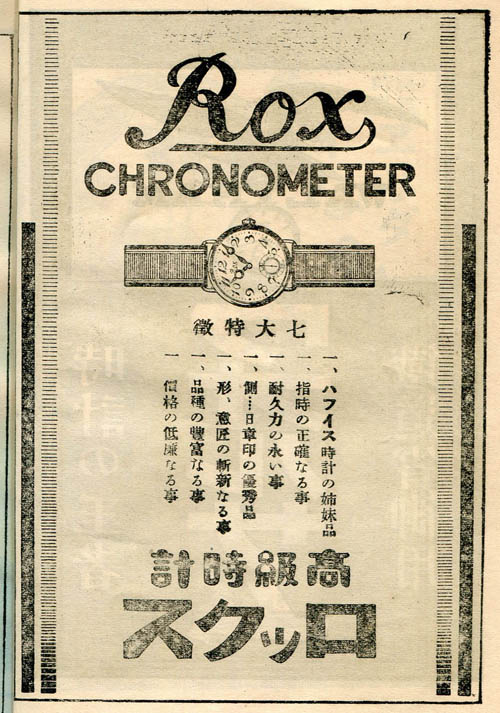 Rox
CHRONOMETER
七大特徴
一、ハフイス時計の姉妹品
一、指時の正確なる事
一、耐久力の永い事
一、側…日章印の優秀品
一、形、意匠の斬新なる事
一、品種の豊富なる事
一、價格の低廉なる事
高級時計
ロックス